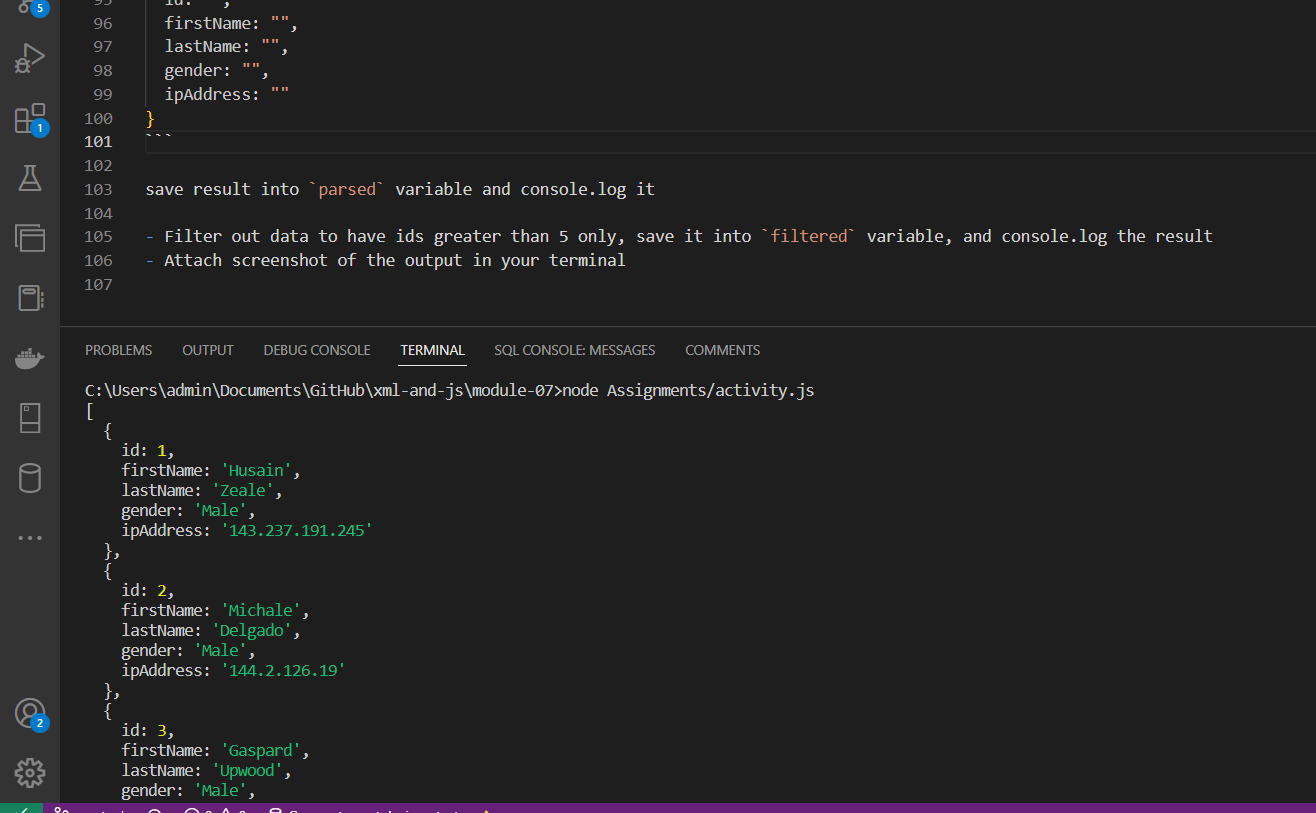 5
96 firstName: "",
97 lastName: "",
98 gender: "",
99 ipAddress: ""
1
100 }
101 ```
102
103 save result into `parsed` variable and console.log it
104
105 - Filter out data to have ids greater than 5 only, save it into `filtered` variable, and console.log the result
106 - Attach screenshot of the output in your terminal
107
PROBLEMS OUTPUT DEBUG CONSOLE TERMINAL SQL CONSOLE: MESSAGES COMMENTS
C:\Users\admin\Documents\GitHub\xml-and-js\module-07>node Assignments/activity.js
[
{
id: 1,
firstName: 'Husain',
lastName: 'Zeale',
gender: 'Male',
ipAddress: '143.237.191.245'
},
{
id: 2,
firstName: 'Michale',
lastName: 'Delgado',
gender: 'Male',
ipAddress: '144.2.126.19'
},
{
id: 3,
2
firstName: 'Gaspard',
lastName: 'Upwood',
gender: 'Male',